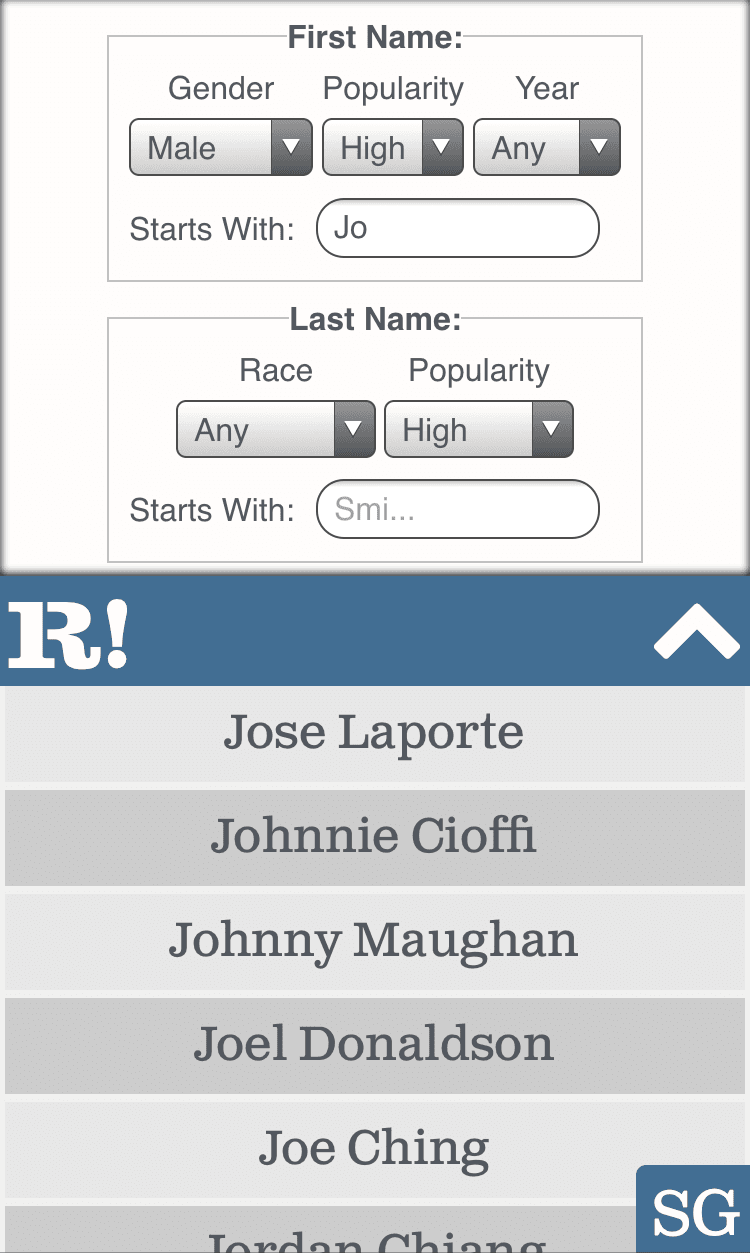 First Name:
Gender Popularity Year
Male High Any
Starts With: Jo
Last Name:
Race Popularity
Any High
Starts With: Smi...
R!
Jose Laporte
Johnnie Cioffi
Johnny Maughan
Joel Donaldson
Joe Ching
Jordan Chiang
SG